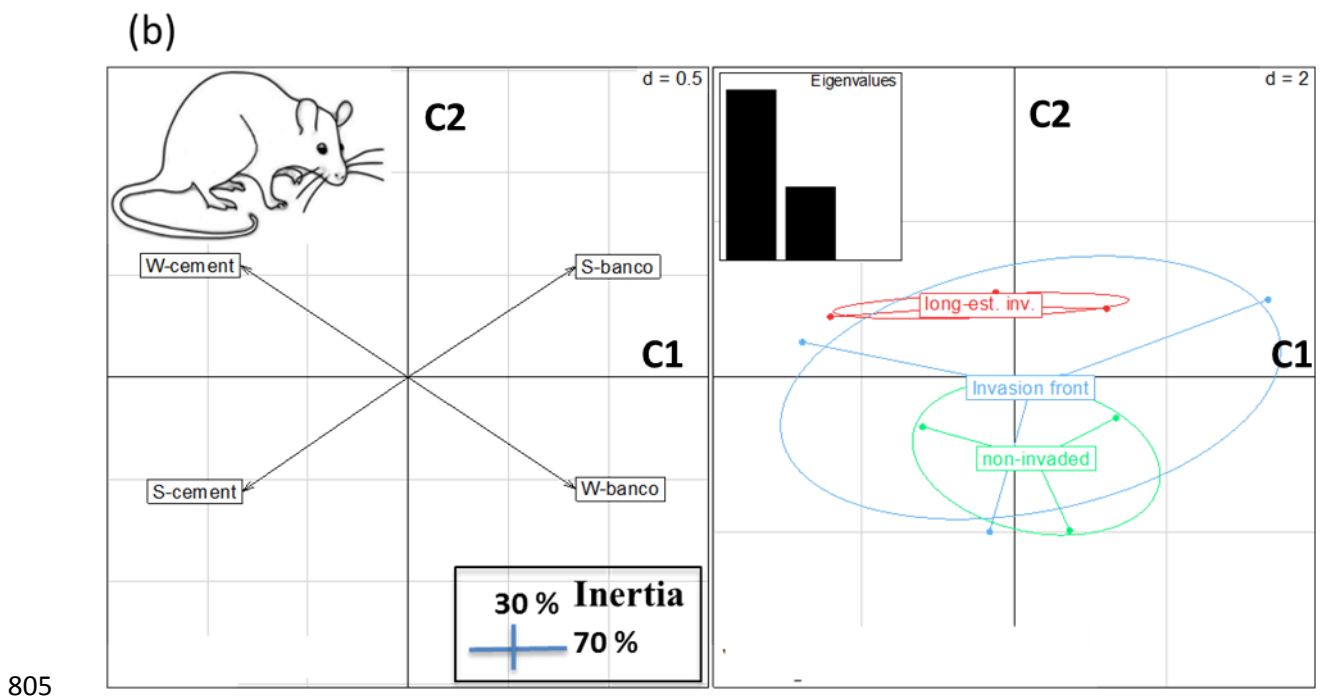 (b)
d = 0.5
C2
W-cement
S-banco
C1
S-cement
W-banco
30 % Inertia
70 %
Eigenvalues
d = 2
C2
long-est. inv.
C1
Invasion front
non-invaded
805